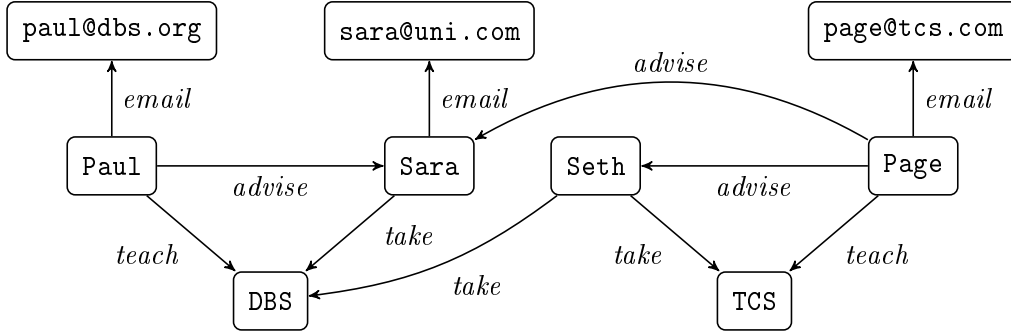 paul@dbs.org
sara@uni.com
page@tcs.com
advise
email
email
email
Paul
Sara
Seth
Page
advise
advise
teach
take
take
take
teach
DBS
TCS